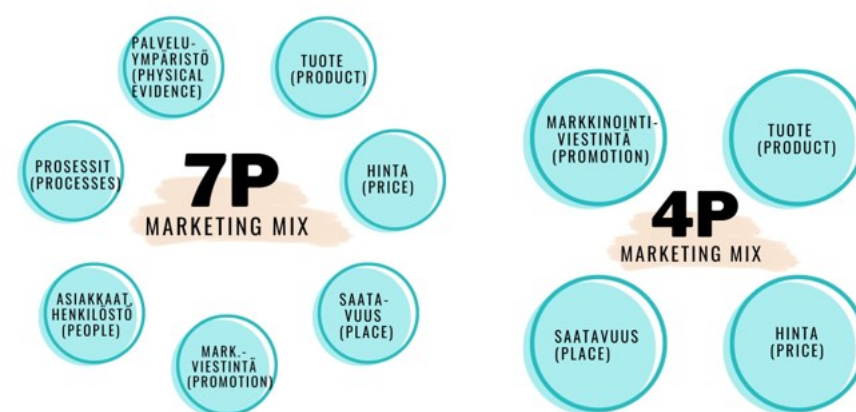 PALVELU-
YMPÄRISTÖ
(PHYSICAL
EVIDENCE)
TUOTE
(PRODUCT)
PROSESSIT
(PROCESSES)
7P
MARKETING MIX
HINTA
(PRICE)
ASIAKKAAT,
HENKILÖSTÖ
(PEOPLE)
SAATA-
VUUS
(PLACE)
MARK.-
VIESTINTÄ
(PROMOTION)
MARKKINOINTI-
VIESTINTÄ
(PROMOTION)
TUOTE
(PRODUCT)
4P
MARKETING MIX
SAATAVUUS
(PLACE)
HINTA
(PRICE)